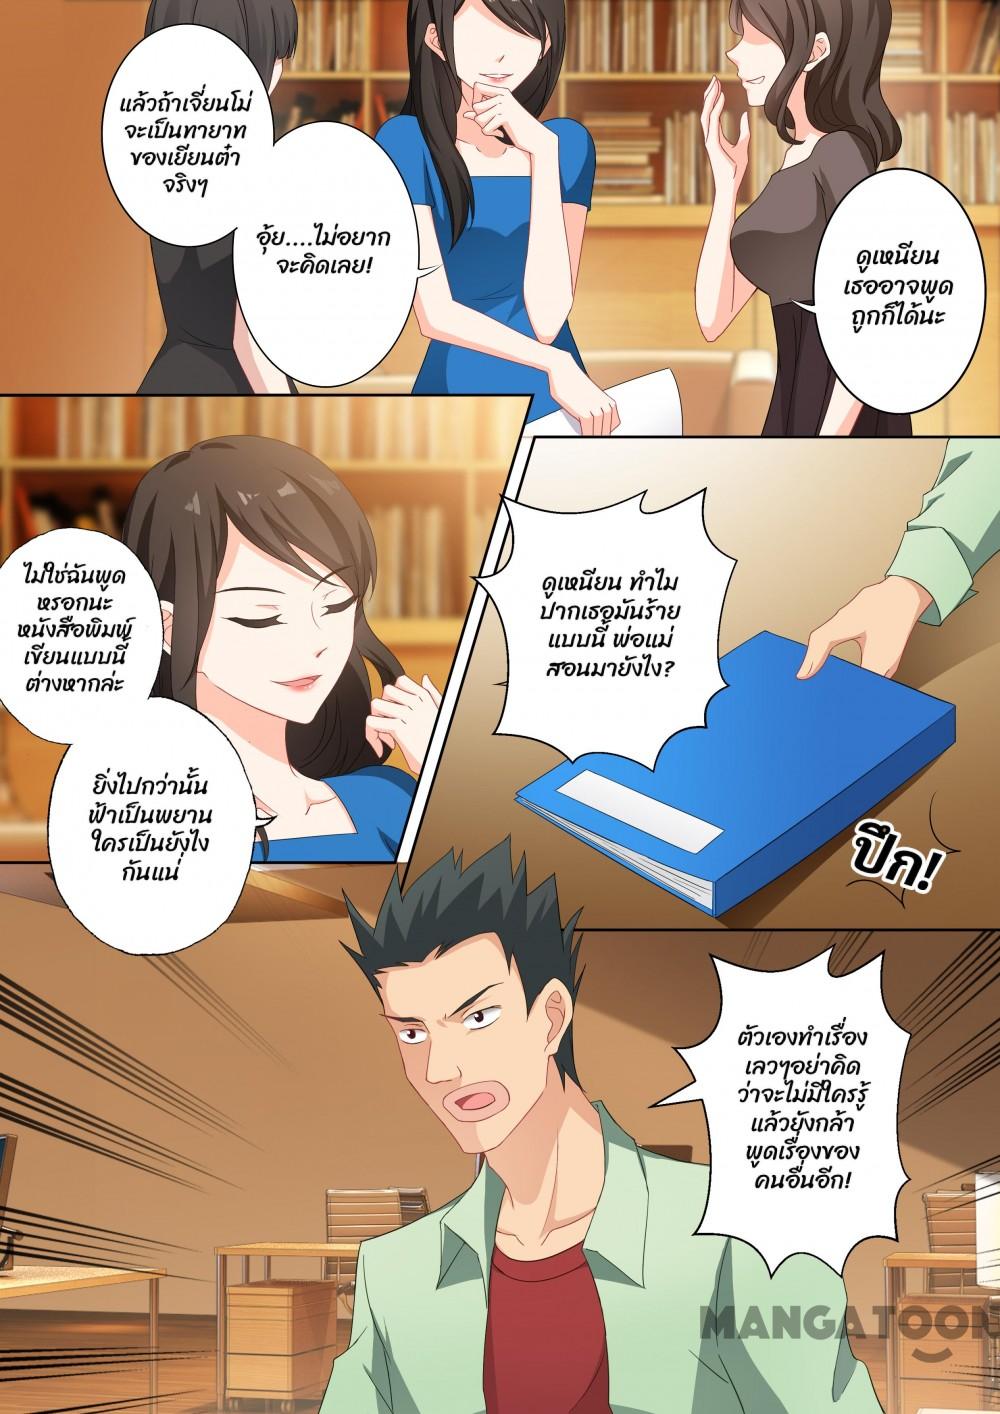 แล้วถ้าเจี่ยนโม่
จะเป็นทายาท
ของเยียนต๋า
จริงๆ
อุ้ย....ไม่อยาก
จะคิดเลย!
ดูเหนียน
เธออาจพูด
ถูกก็ได้นะ
ไม่ใช่ฉันพูด
หรอกนะ
หนังสือพิมพ์
เขียนแบบนี้
ต่างหากล่ะ
ยิ่งไปกว่านั้น
ฟ้าเป็นพยาน
ใครเป็นยังไง
กันแน่
ดูเหนียน ทำไม
ปากเธอมันร้าย
แบบนี้ พ่อแม่
สอนมายังไง?
ปึก!
ตัวเองทำเรื่อง
เลวๆอย่าคิด
ว่าจะไม่มีใครรู้
แล้วยังกล้า
พูดเรื่องของ
คนอื่นอีก!
MANGATOON